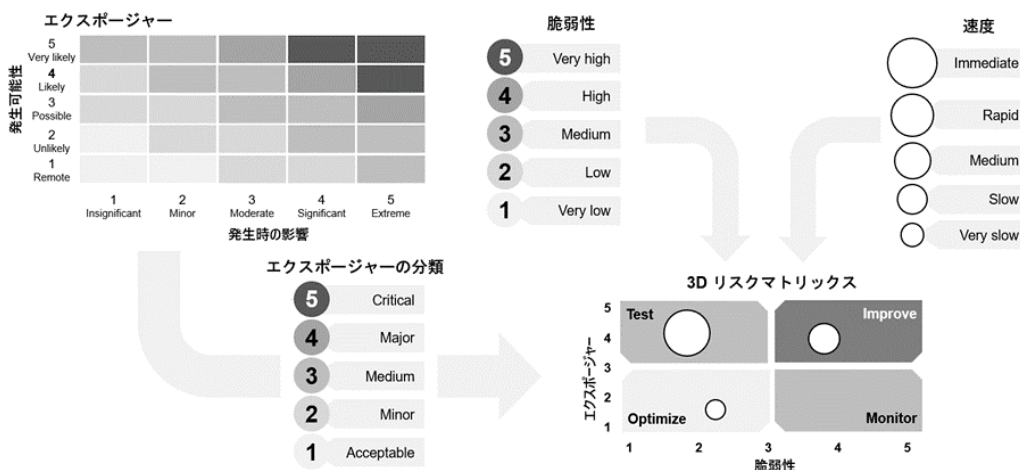 エクスポージャー
発生可能性
5
Very likely
4
Likely
3
Possible
2
Unlikely
1
Remote
1
Insignificant
2
Minor
3
Moderate
4
Significant
5
Extreme
発生時の影響
脆弱性
5 Very high
4 High
3 Medium
2 Low
1 Very low
速度
Immediate
Rapid
Medium
Slow
Very slow
エクスポージャーの分類
5 Critical
4 Major
3 Medium
2 Minor
1 Acceptable
3D リスクマトリックス
エクスポージャー
5
4
3
2
1
Test
Improve
Optimize
Monitor
1 2 3 4 5
脆弱性